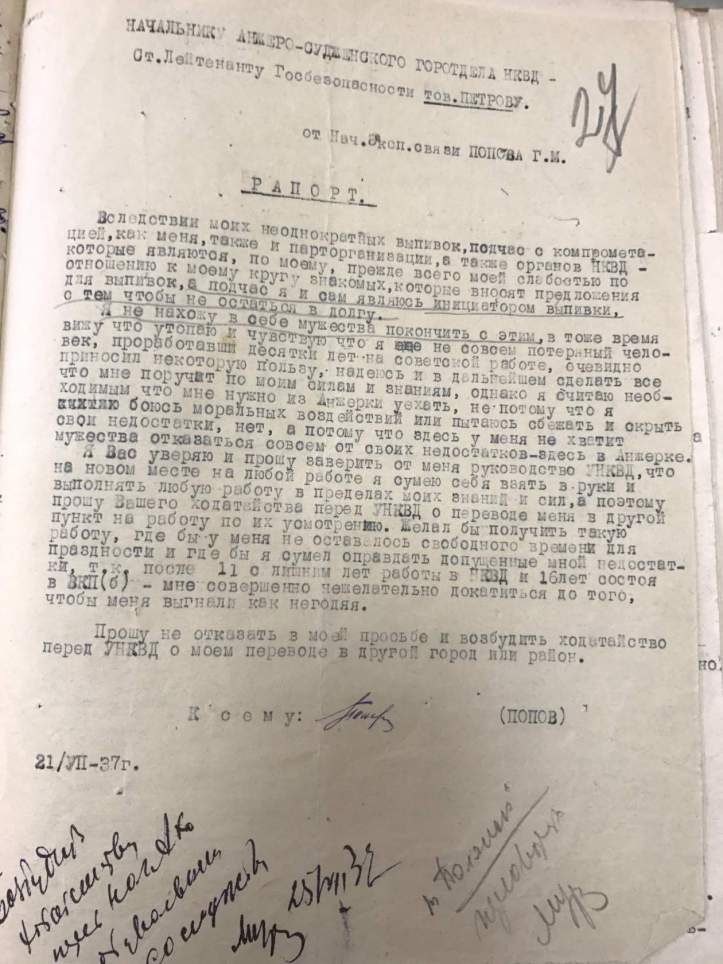 НАЧАЛЬНИКУ АНЖЕРО-СУДЖЕНСКОГО ГОРОТДЕЛА НКВД -
Ст.Лейтенанту Госбезопасности тов.ПЕТРОВУ.
27
от Нач.Экоп.связи ПОПОВА Г.М.
РАПОРТ.
Вследствии моих неоднократных выпивок,подчас с компромета-
цией,как меня,также и парторганизации,а также органов НКВД -
которые являются, по моему, прежде всего моей слабостью по
отношению к моему кругу знакомых,которые вносят предложения
для выпивок,а подчас я и сам являюсь инициатором выпивки,
с тем чтобы не остаться в долгу.
Я не нахожу в себе мужества покончить с этим,в тоже время
вижу что утопаю и чувствую что я еще не совсем потеряный чело-
век, проработавши десятки лет на советской работе, очевидно
приносил некоторую пользу, надеюсь и в дальнейшем сделать все
что мне поручат по моим силам и знаниям, однако я считаю необ-
ходимым что мне нужно из Анжерки уехать, не потому что я
боюсь моральных воздействий или пытаюсь сбежать и скрыть
свои недостатки, нет, а потому что здесь у меня не хватит
мужества отказаться совсем от своих недостатков-здесь в Анжерке.
Я Вас уверяю и прошу заверить от меня руководство УНКВД,что
на новом месте на любой работе я сумею себя взять в руки и
выполнять любую работу в пределах моих знаний и сил,а поэтому
прошу Вашего ходатайства перед УНКВД о переводе меня в другой
пункт на работу по их усмотрению. Желал бы получить такую
работу, где бы у меня не оставалось свободного времени для
праздности и где бы я сумел оправдать допущенные мной недостат-
ки, т.к. после 11 с лишним лет работы в НКВД и 16лет состоя
в ВКП(б) - мне совершенно нежелательно докатиться до того,
чтобы меня выгнали как негодяя.
Прошу не отказать в моей просьбе и возбудить ходатайство
перед УНКВД о моем переводе в другой город или район.
К сему: (ПОПОВ)
21/УП-37г.
Возбудить
ходатайство